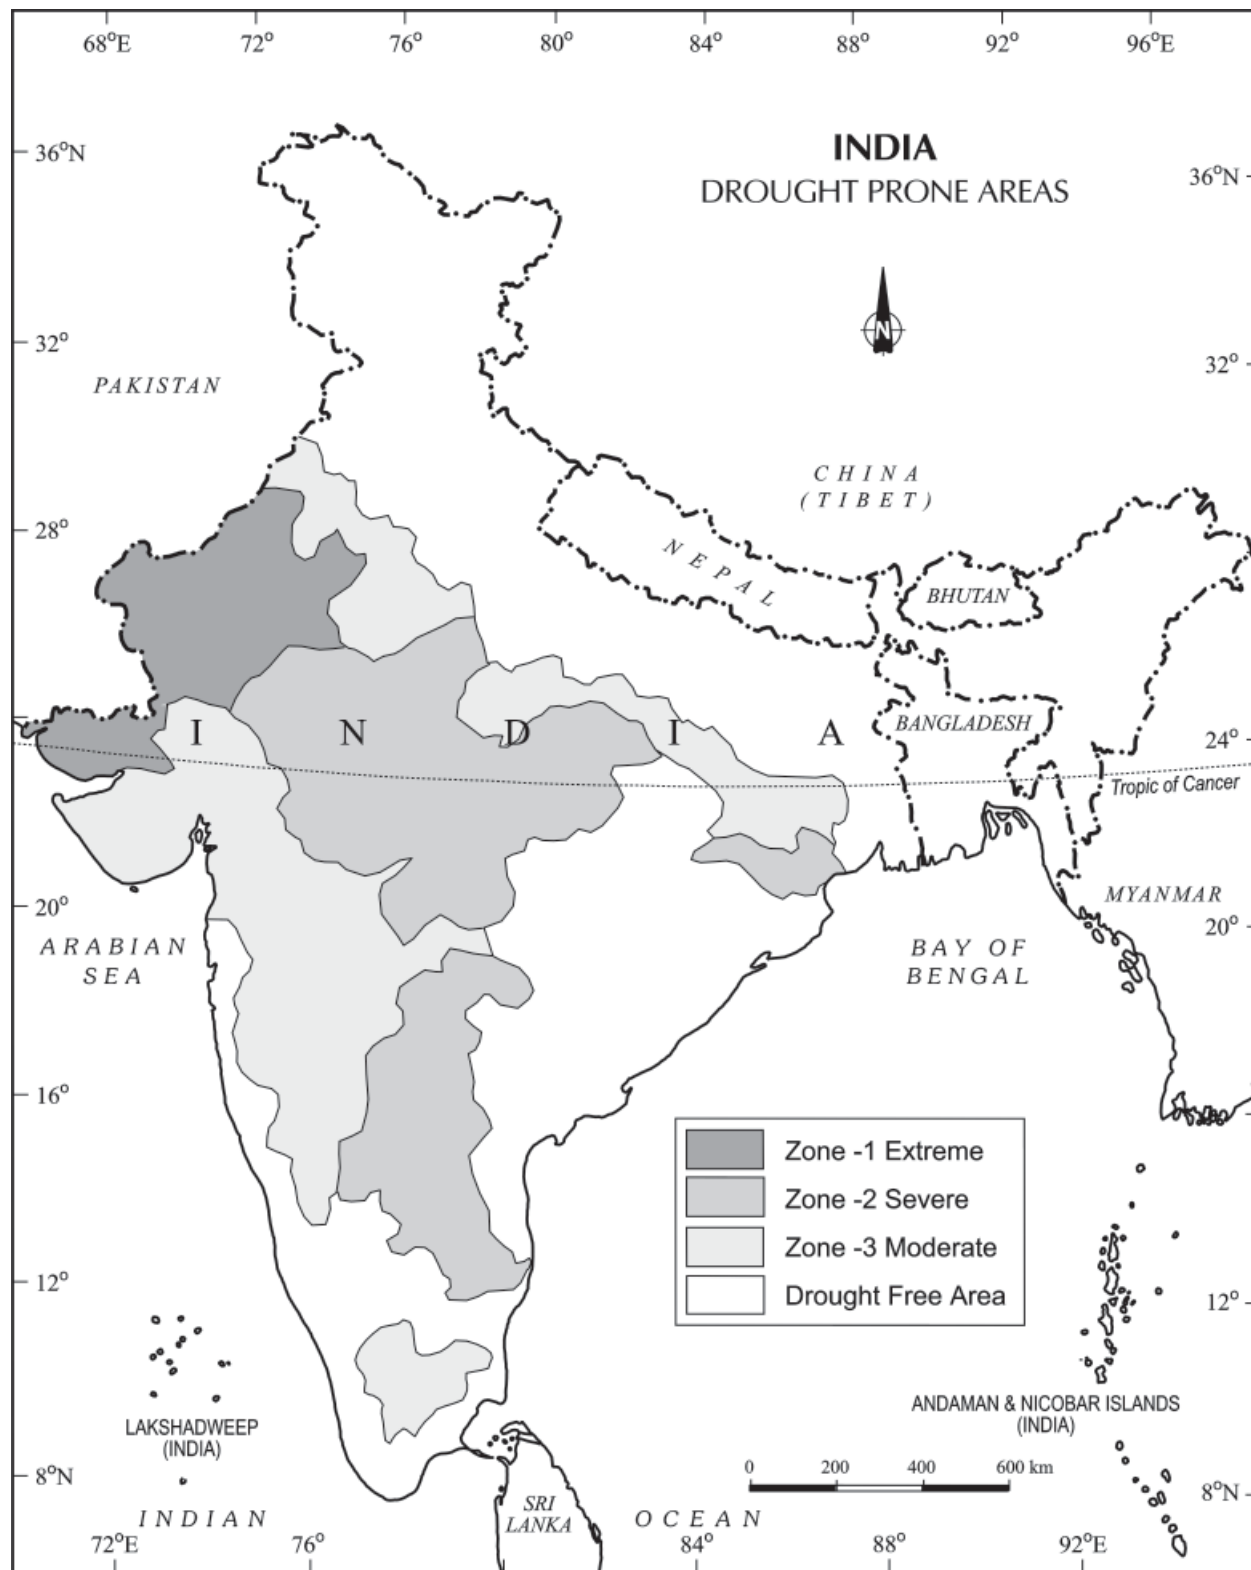 68°E 72° 76° 80° 84° 88° 92° 96°E
INDIA
DROUGHT PRONE AREAS
36°N
36°N
N
32°
32°
PAKISTAN
CHINA
(TIBET)
28°
NEPAL
BHUTAN
INDIA
BANGLADESH
24°
Tropic of Cancer
20°
MYANMAR
20°
ARABIAN
SEA
BAY OF
BENGAL
16°
Zone -1 Extreme
Zone -2 Severe
Zone -3 Moderate
Drought Free Area
12°
12°
LAKSHADWEEP
(INDIA)
ANDAMAN & NICOBAR ISLANDS
(INDIA)
0 200 400 600 km
8°N
8°N
SRI
LANKA
INDIAN OCEAN
72°E 76° 84° 88° 92°E